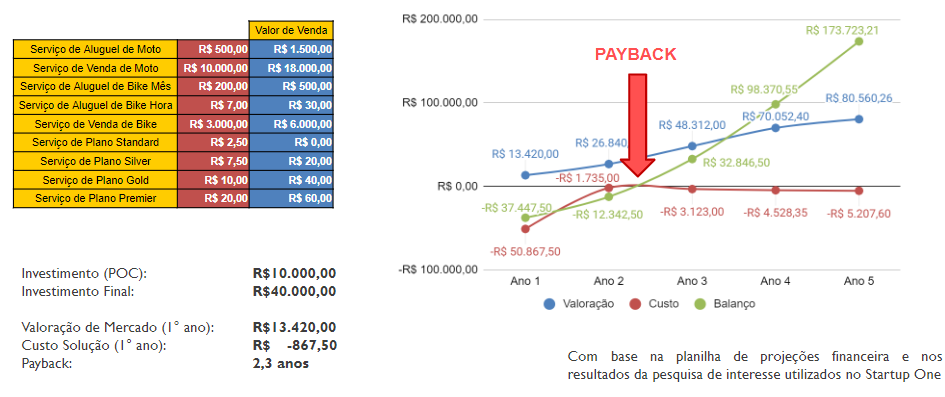 Valor de Venda
Serviço de Aluguel de Moto R$ 500,00 R$ 1.500,00
Serviço de Venda de Moto R$ 10.000,00 R$ 18.000,00
Serviço de Aluguel de Bike Mês R$ 200,00 R$ 500,00
Serviço de Aluguel de Bike Hora R$ 7,00 R$ 30,00
Serviço de Venda de Bike R$ 3.000,00 R$ 6.000,00
Serviço de Plano Standard R$ 2,50 R$ 0,00
Serviço de Plano Silver R$ 7,50 R$ 20,00
Serviço de Plano Gold R$ 10,00 R$ 40,00
Serviço de Plano Premier R$ 20,00 R$ 60,00
Investimento (POC): R$10.000,00
Investimento Final: R$40.000,00
Valoração de Mercado (1° ano): R$13.420,00
Custo Solução (1° ano): R$ -867,50
Payback: 2,3 anos
R$ 200.000,00
R$ 100.000,00
R$ 0,00
-R$ 100.000,00
PAYBACK
R$ 173.723,21
R$ 98.370,55
R$ 80.560,26
R$ 70.052,40
R$ 48.312,00
R$ 26.840,
R$ 13.420,00
R$ 32.846,50
-R$ 1.735,00
-R$ 37.447,50
-R$ 12.342,50
-R$ 3.123,00
-R$ 4.528,35
-R$ 5.207,60
-R$ 50.867,50
Ano 1 Ano 2 Ano 3 Ano 4 Ano 5
Valoração Custo Balanço
Com base na planilha de projeções financeira e nos
resultados da pesquisa de interesse utilizados no Startup One